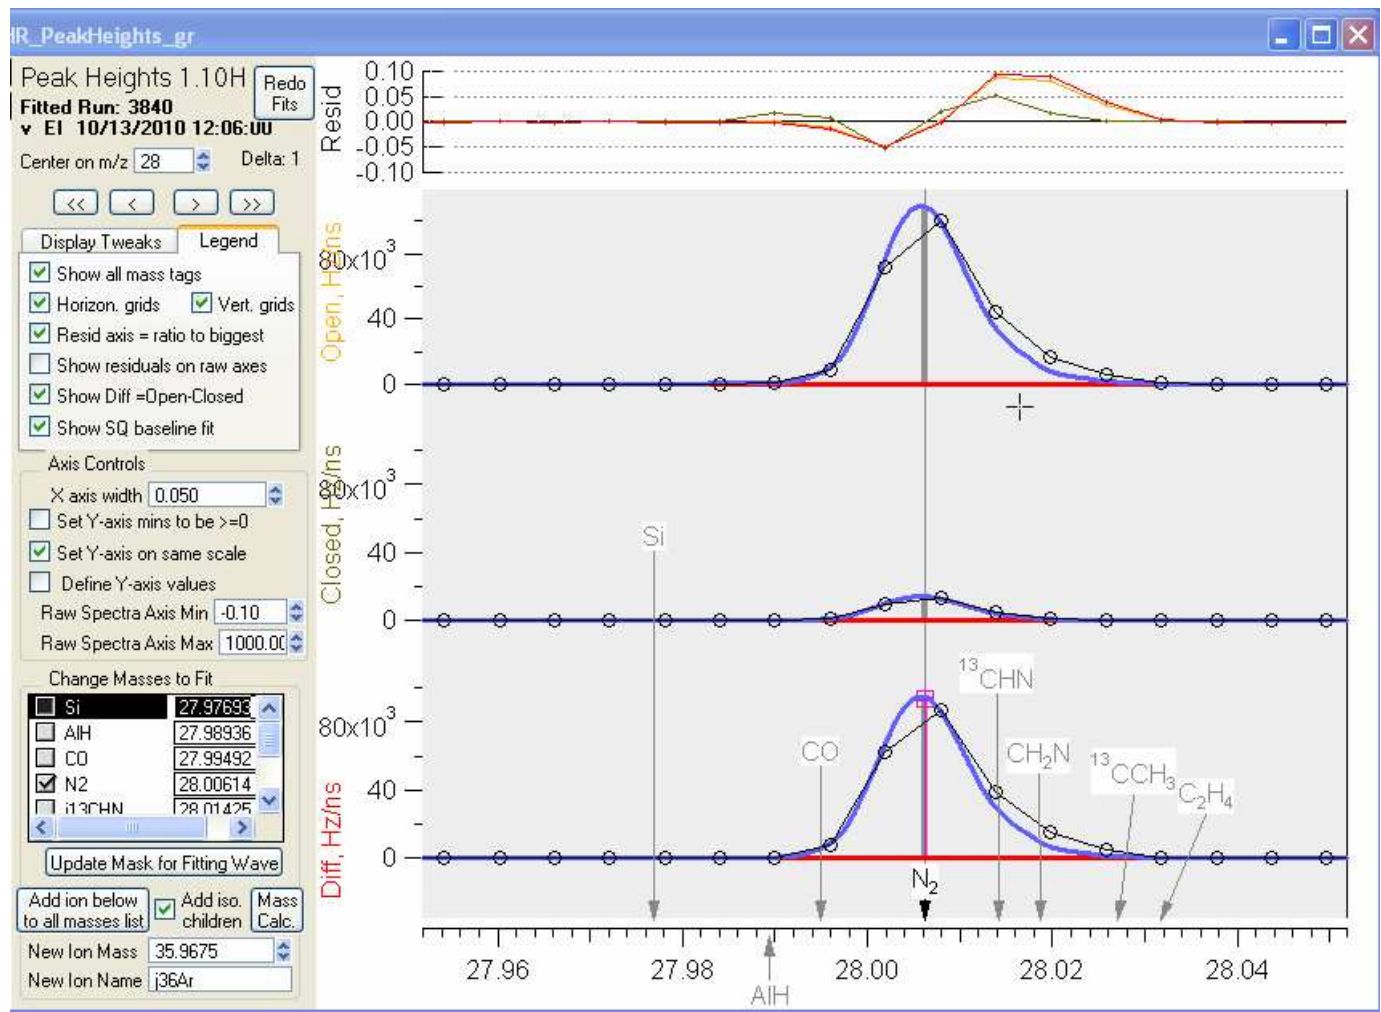 HR_PeakHeights_gr
Peak Heights 1.10H
Redo Fits
Fitted Run: 3840
v EI 10/13/2010 12:06:00
Center on m/z 28
Delta: 1
<< < > >>
Display Tweaks Legend
Show all mass tags
Horizon. grids Vert. grids
Resid axis = ratio to biggest
Show residuals on raw axes
Show Diff =Open-Closed
Show SQ baseline fit
Axis Controls
X axis width 0.050
Set Y-axis mins to be >=0
Set Y-axis on same scale
Define Y-axis values
Raw Spectra Axis Min -0.10
Raw Spectra Axis Max 1000.00
Change Masses to Fit
Si 27.97693
AlH 27.98936
CO 27.99492
N2 28.00614
j13CHN 28.01425
Update Mask for Fitting Wave
Add ion below to all masses list
Add iso. children
Mass Calc.
New Ion Mass 35.9675
New Ion Name j36Ar
Resid
0.10
0.05
0.00
-0.05
-0.10
Open, Hz/ns
80x10³
40
0
Closed, Hz/ns
80x10³
40
0
Diff, Hz/ns
80x10³
40
0
Si
CO
N₂
¹³CHN
CH₂N
¹³CCH₃
C₂H₄
27.96 27.98 28.00 28.02 28.04
AlH